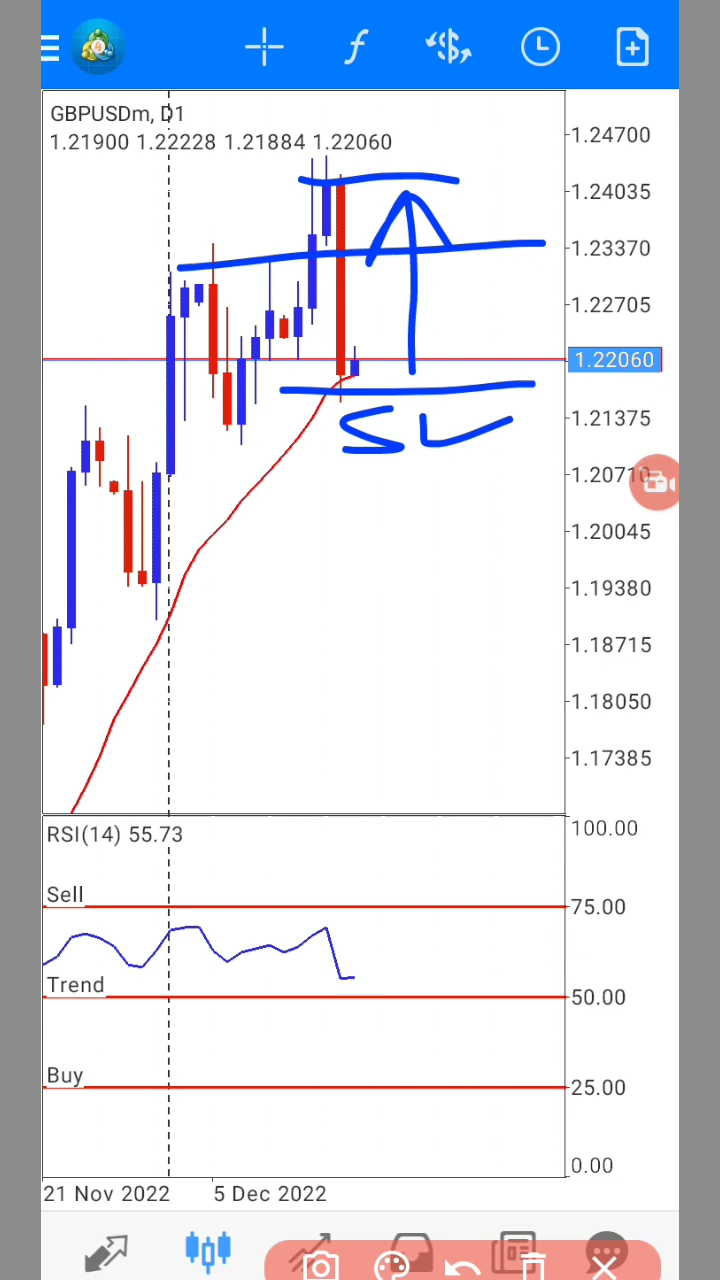 GBPUSDm, D1
1.21900 1.22228 1.21884 1.22060
1.24700
1.24035
1.23370
1.22705
1.22060
1.21375
SL
1.20710
1.20045
1.19380
1.18715
1.18050
1.17385
RSI(14) 55.73
100.00
Sell
75.00
Trend
50.00
Buy
25.00
0.00
21 Nov 2022
5 Dec 2022